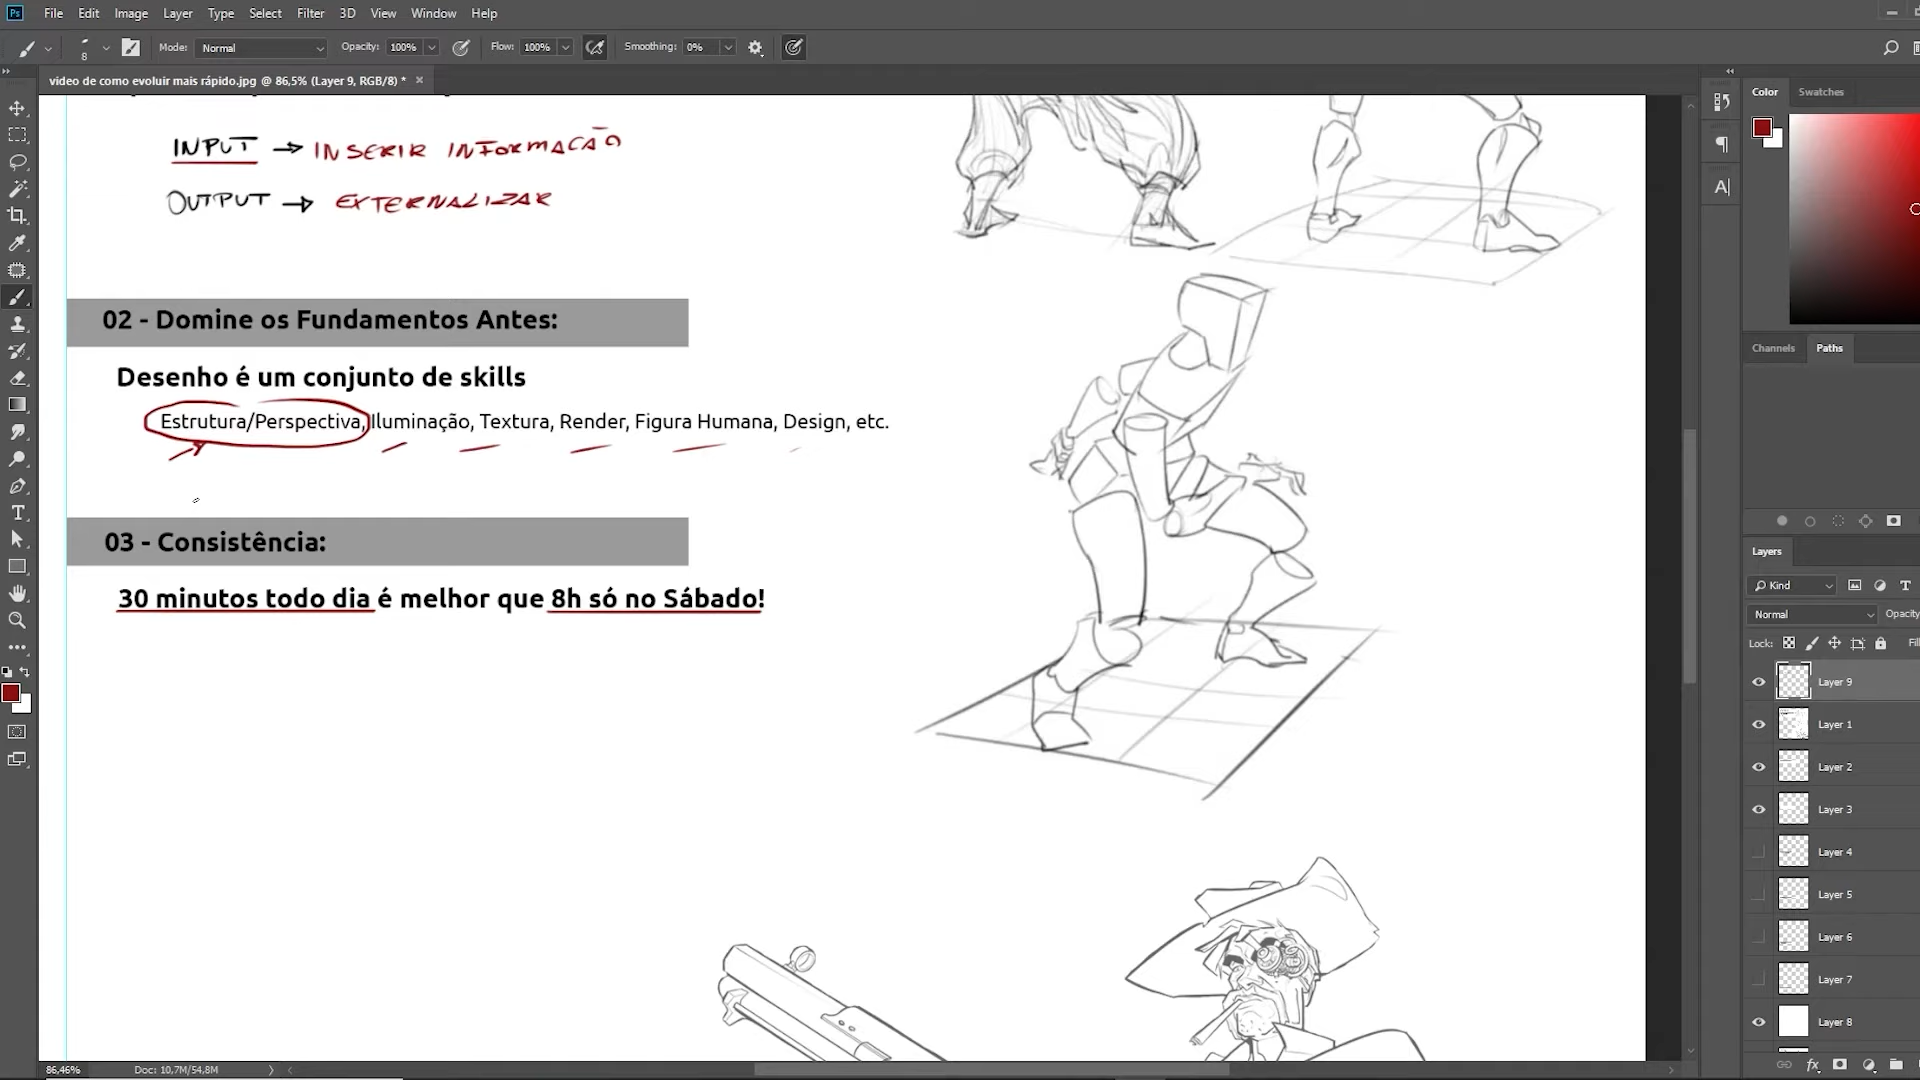 File Edit Image Layer Type Select Filter 3D View Window Help
8 Mode: Normal Opacity: 100% Flow: 100% Smoothing: 0%
video de como evoluir mais rápido.jpg @ 86,5% (Layer 9, RGB/8) *
INPUT → INSERIR INFORMAÇÃO
OUTPUT → EXTERNALIZAR
02 - Domine os Fundamentos Antes:
Desenho é um conjunto de skills
Estrutura/Perspectiva, Iluminação, Textura, Render, Figura Humana, Design, etc.
03 - Consistência:
30 minutos todo dia é melhor que 8h só no Sábado!
86,46% Doc: 10,7M/54,8M
Color Swatches
Channels Paths
Layers
Kind
Normal Opacity
Lock:
Layer 9
Layer 1
Layer 2
Layer 3
Layer 4
Layer 5
Layer 6
Layer 7
Layer 8